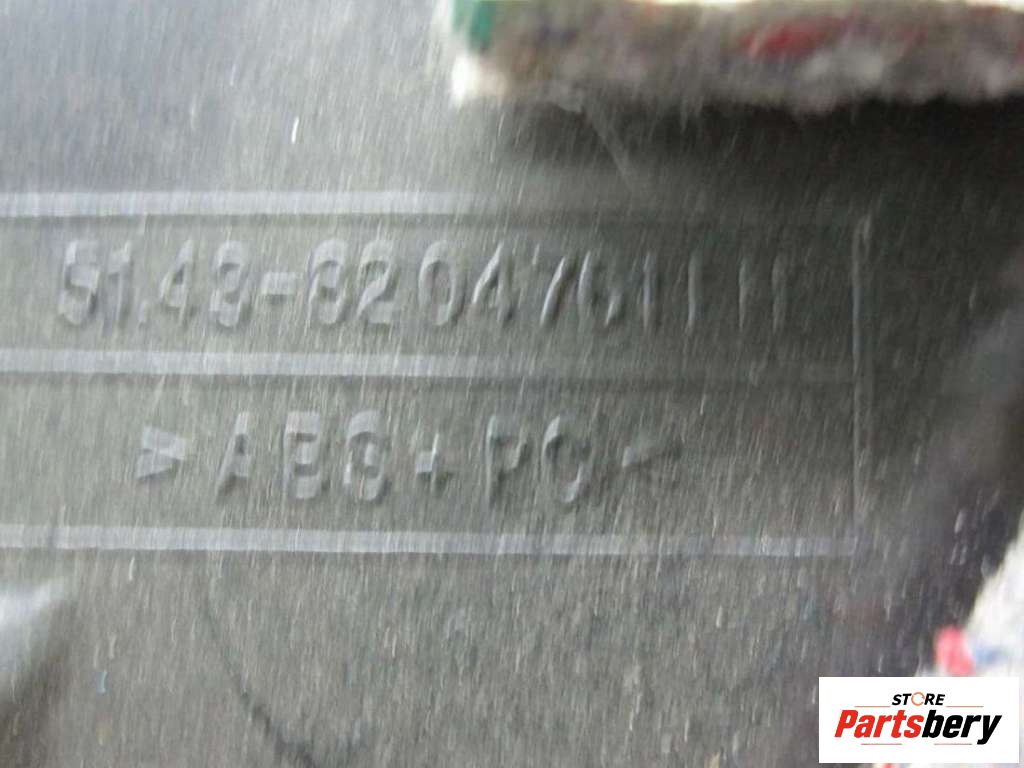 51.43-8204761
>ABS+PC<
STORE
Partsbery